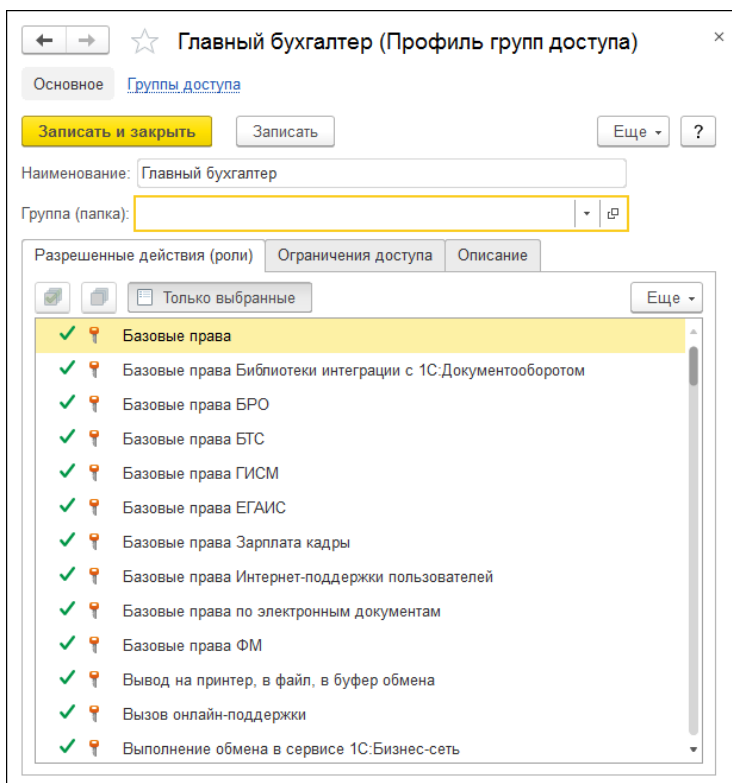 Главный бухгалтер (Профиль групп доступа)
Основное Группы доступа
Записать и закрыть Записать Еще ?
Наименование: Главный бухгалтер
Группа (папка):
Разрешенные действия (роли) Ограничения доступа Описание
Только выбранные Еще
Базовые права
Базовые права Библиотеки интеграции с 1С:Документооборотом
Базовые права БРО
Базовые права БТС
Базовые права ГИСМ
Базовые права ЕГАИС
Базовые права Зарплата кадры
Базовые права Интернет-поддержки пользователей
Базовые права по электронным документам
Базовые права ФМ
Вывод на принтер, в файл, в буфер обмена
Вызов онлайн-поддержки
Выполнение обмена в сервисе 1С:Бизнес-сеть